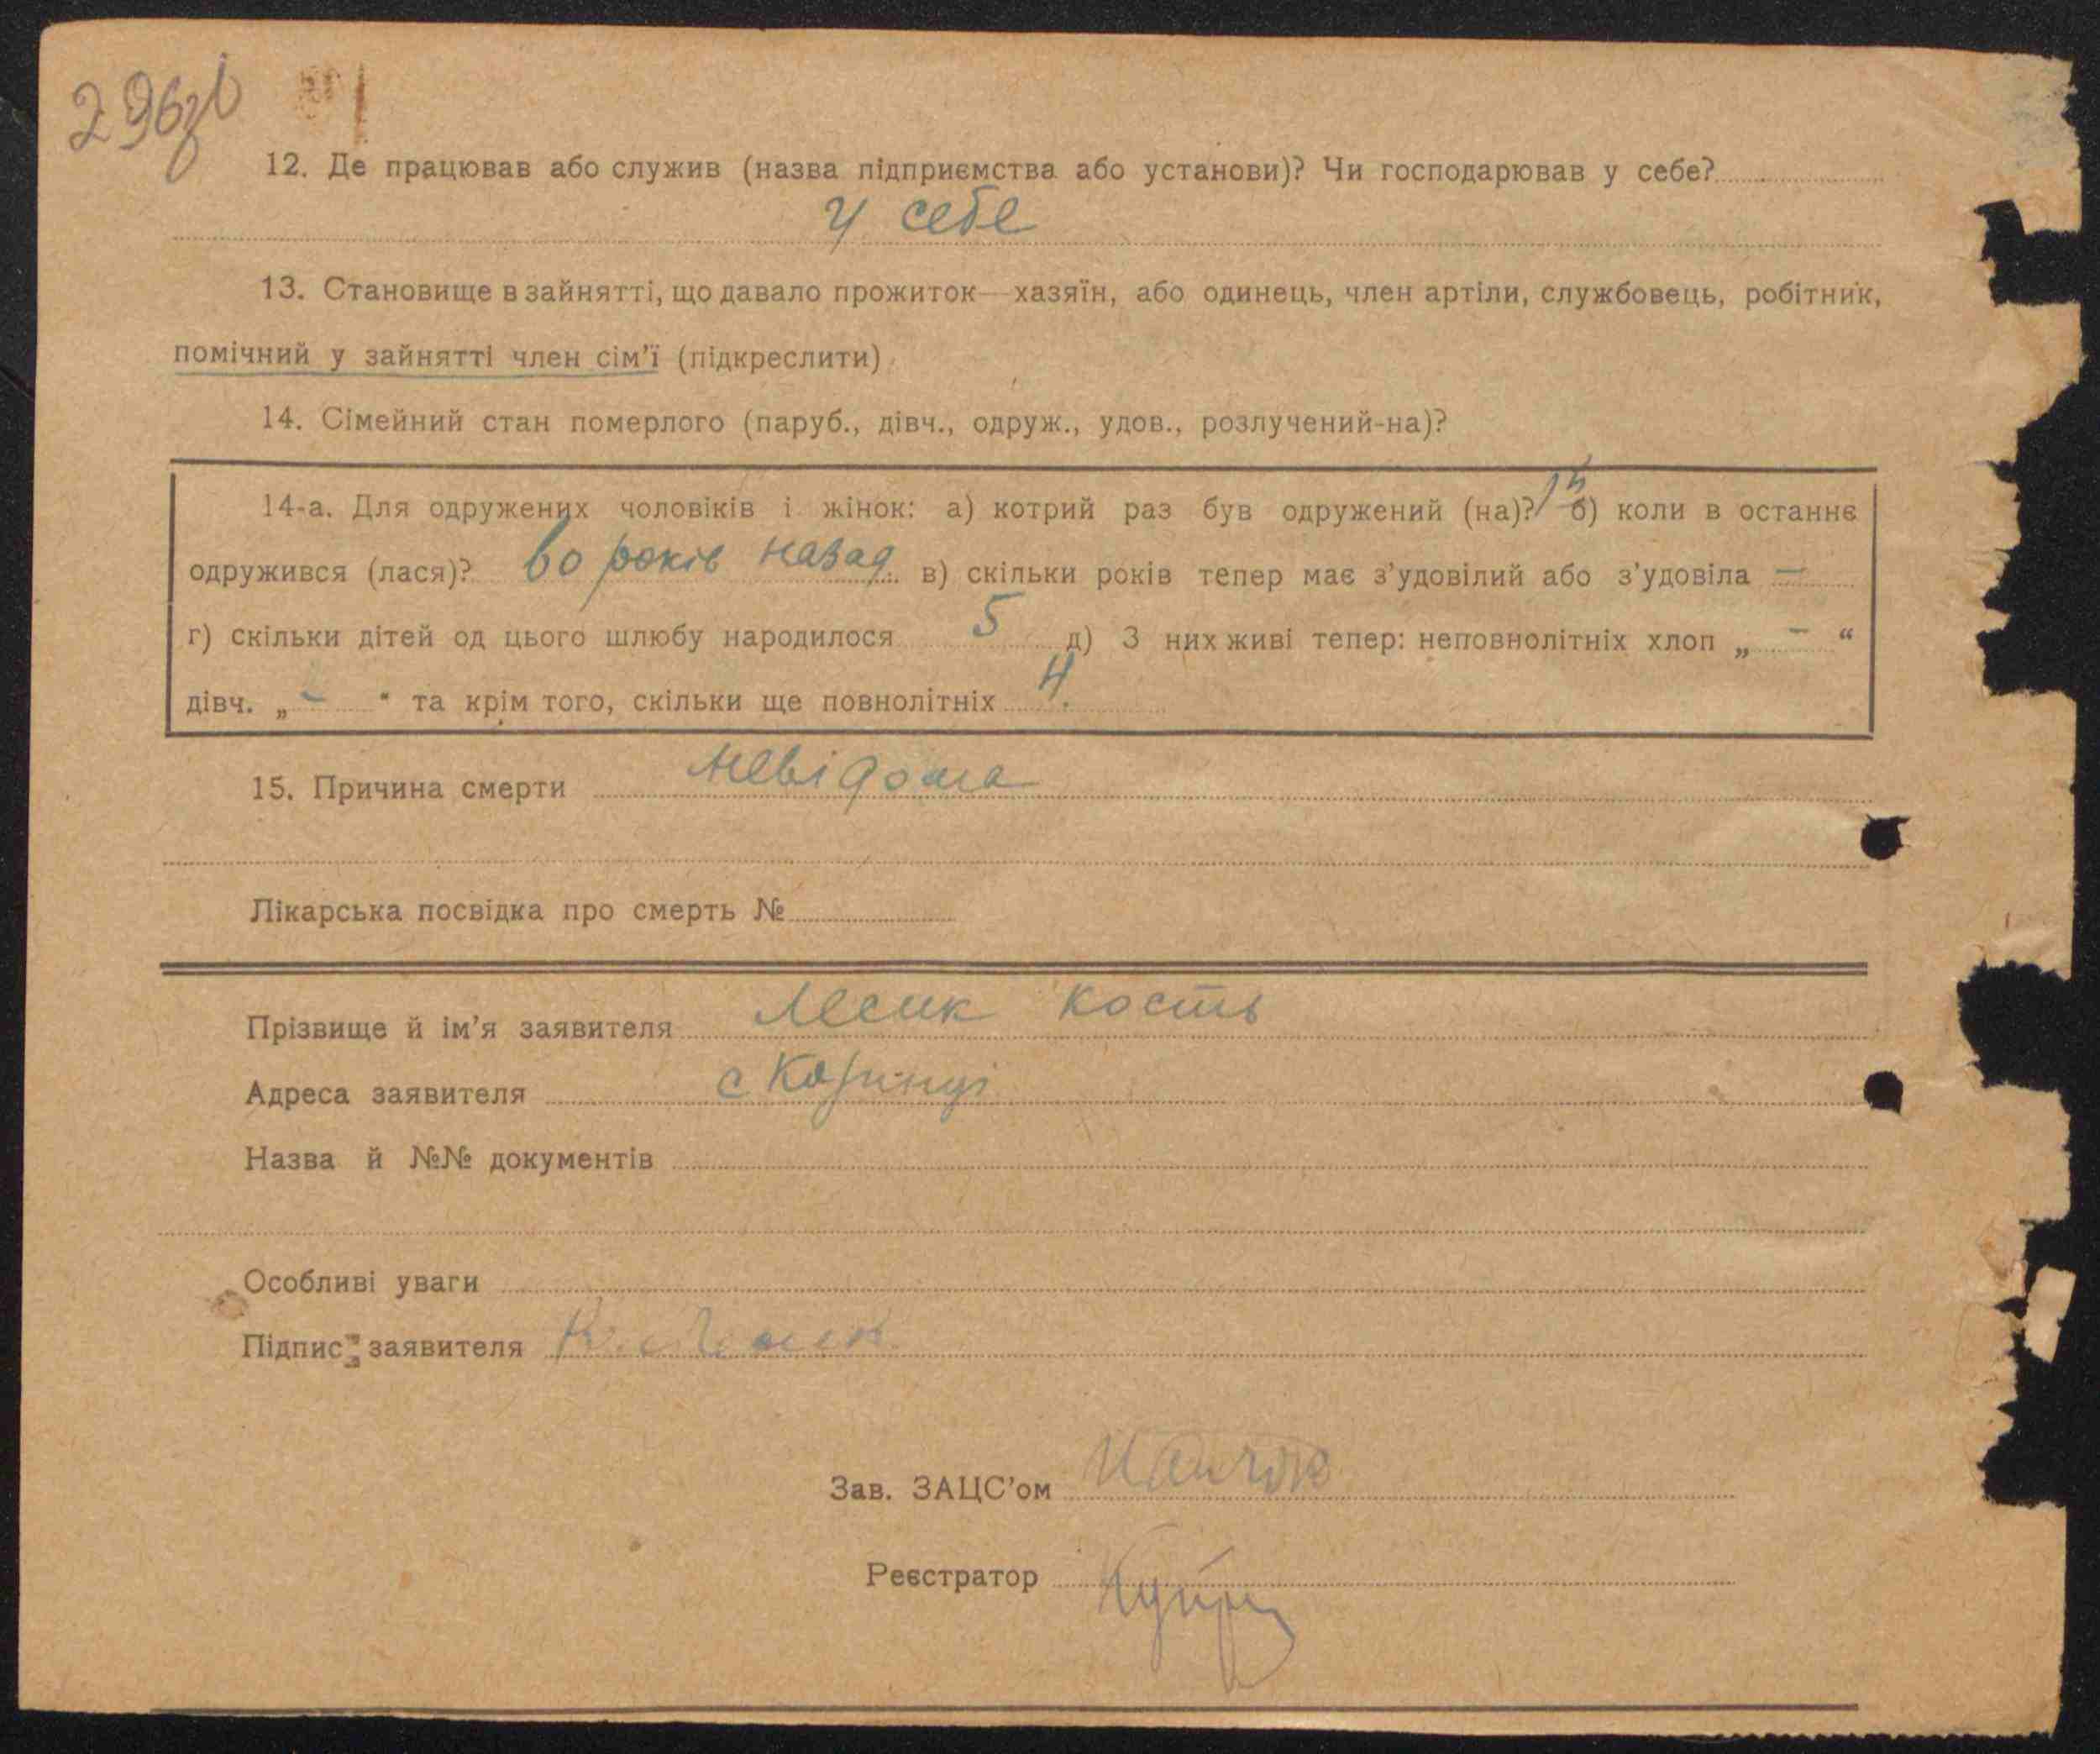 296
12. Де працював або служив (назва підприємства або установи)? Чи господарював у себе?
у себе
13. Становище в зайнятті, що давало прожиток—хазяїн, або одинець, член артіли, службовець, робітник,
помічний у зайнятті член сім'ї (підкреслити)
14. Сімейний стан померлого (паруб., дівч., одруж., удов., розлучений-на)?
14-а. Для одружених чоловіків і жінок: а) котрий раз був одружений (на)? 1й б) коли в останнє
одружився (лася)? 60 років назад в) скільки років тепер має з'удовілий або з'удовіла —
г) скільки дітей од цього шлюбу народилося 5 д) З них живі тепер: неповнолітніх хлоп „ — “
дівч. „ — “ та крім того, скільки ще повнолітніх 4.
15. Причина смерти невідома
Лікарська посвідка про смерть №
Прізвище й ім'я заявителя Лесик Кость
Адреса заявителя с
Назва й №№ документів
Особливі уваги
Підпис заявителя К.
Зав. ЗАЦС'ом
Реєстратор